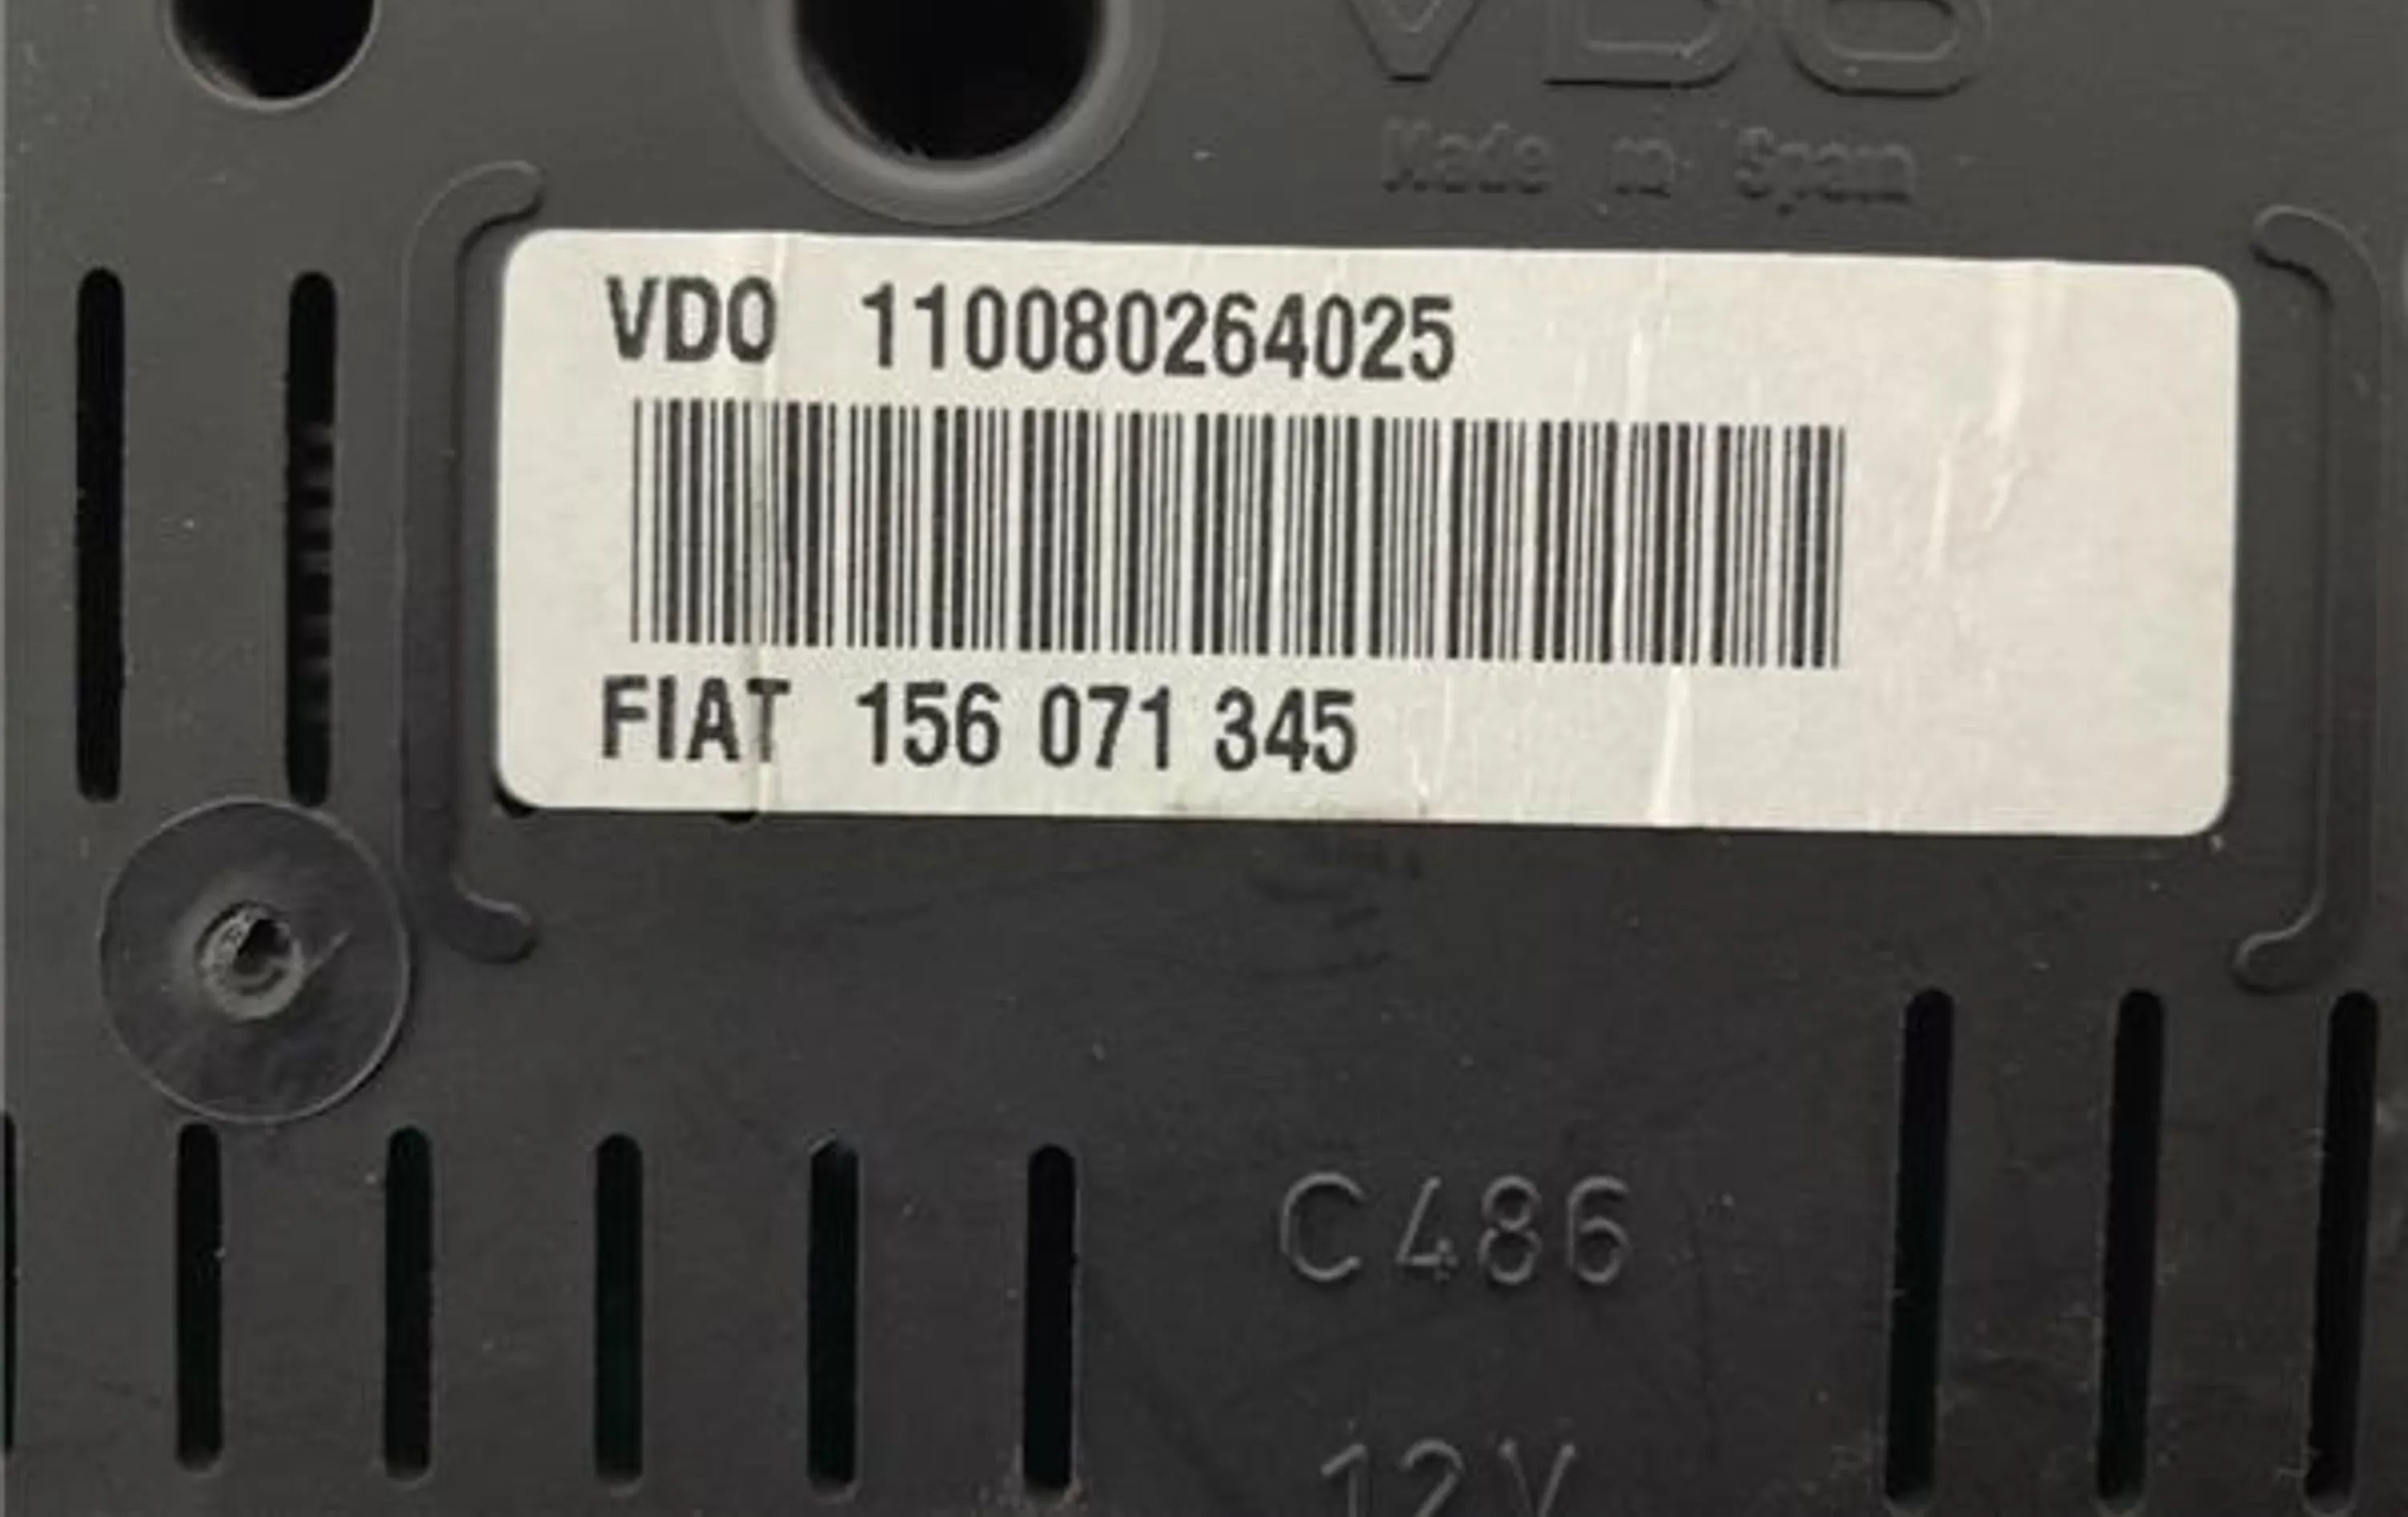 VDO
Made in Spain
VDO 110080264025
FIAT 156 071 345
C486
12V